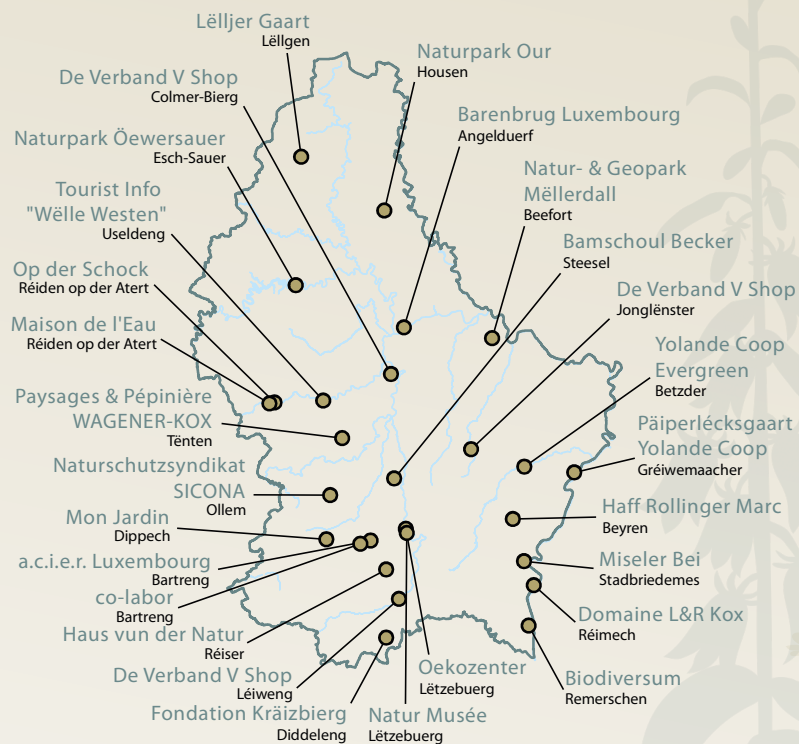 Lëlljer Gaart
Lëllgen
Naturpark Our
Housen
De Verband V Shop
Colmer-Bierg
Barenbrug Luxembourg
Angelduerf
Naturpark Öewersauer
Esch-Sauer
Natur- & Geopark
Mëllerdall
Beefort
Tourist Info
"Wëlle Westen"
Useldeng
Bamschoul Becker
Steesel
Op der Schock
Réiden op der Atert
De Verband V Shop
Jonglënster
Maison de l'Eau
Réiden op der Atert
Yolande Coop
Evergreen
Betzder
Paysages & Pépinière
WAGENER-KOX
Tënten
Päiperlécksgaart
Yolande Coop
Gréiwemaacher
Naturschutzsyndikat
SICONA
Ollem
Haff Rollinger Marc
Beyren
Mon Jardin
Dippech
Miseler Bei
Stadbriedemes
a.c.i.e.r. Luxembourg
Bartreng
co-labor
Bartreng
Domaine L&R Kox
Réimech
Haus vun der Natur
Réiser
De Verband V Shop
Léiweng
Oekozenter
Lëtzebuerg
Biodiversum
Remerschen
Fondation Kräizbierg
Diddeleng
Natur Musée
Lëtzebuerg